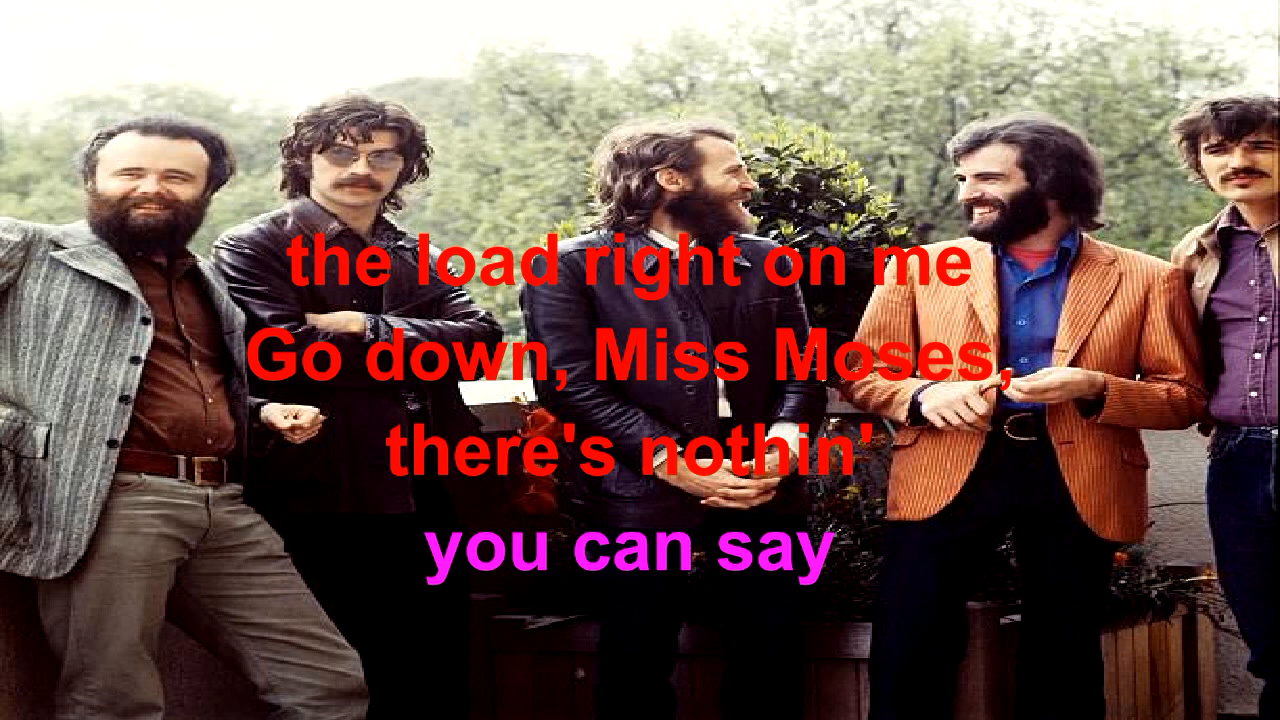 the load right on me
Go down, Miss Moses,
there's nothin'
you can say